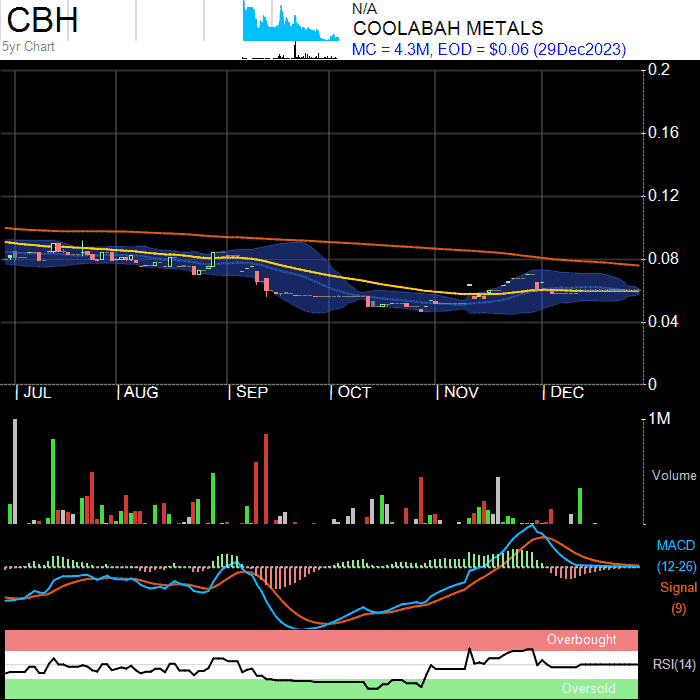 CBH
5yr Chart
N/A
COOLABAH METALS
MC = 4.3M, EOD = $0.06 (29Dec2023)
0.2
0.16
0.12
0.08
0.04
0
JUL AUG SEP OCT NOV DEC
1M
Volume
MACD
(12-26)
Signal
(9)
Overbought
RSI(14)
Oversold